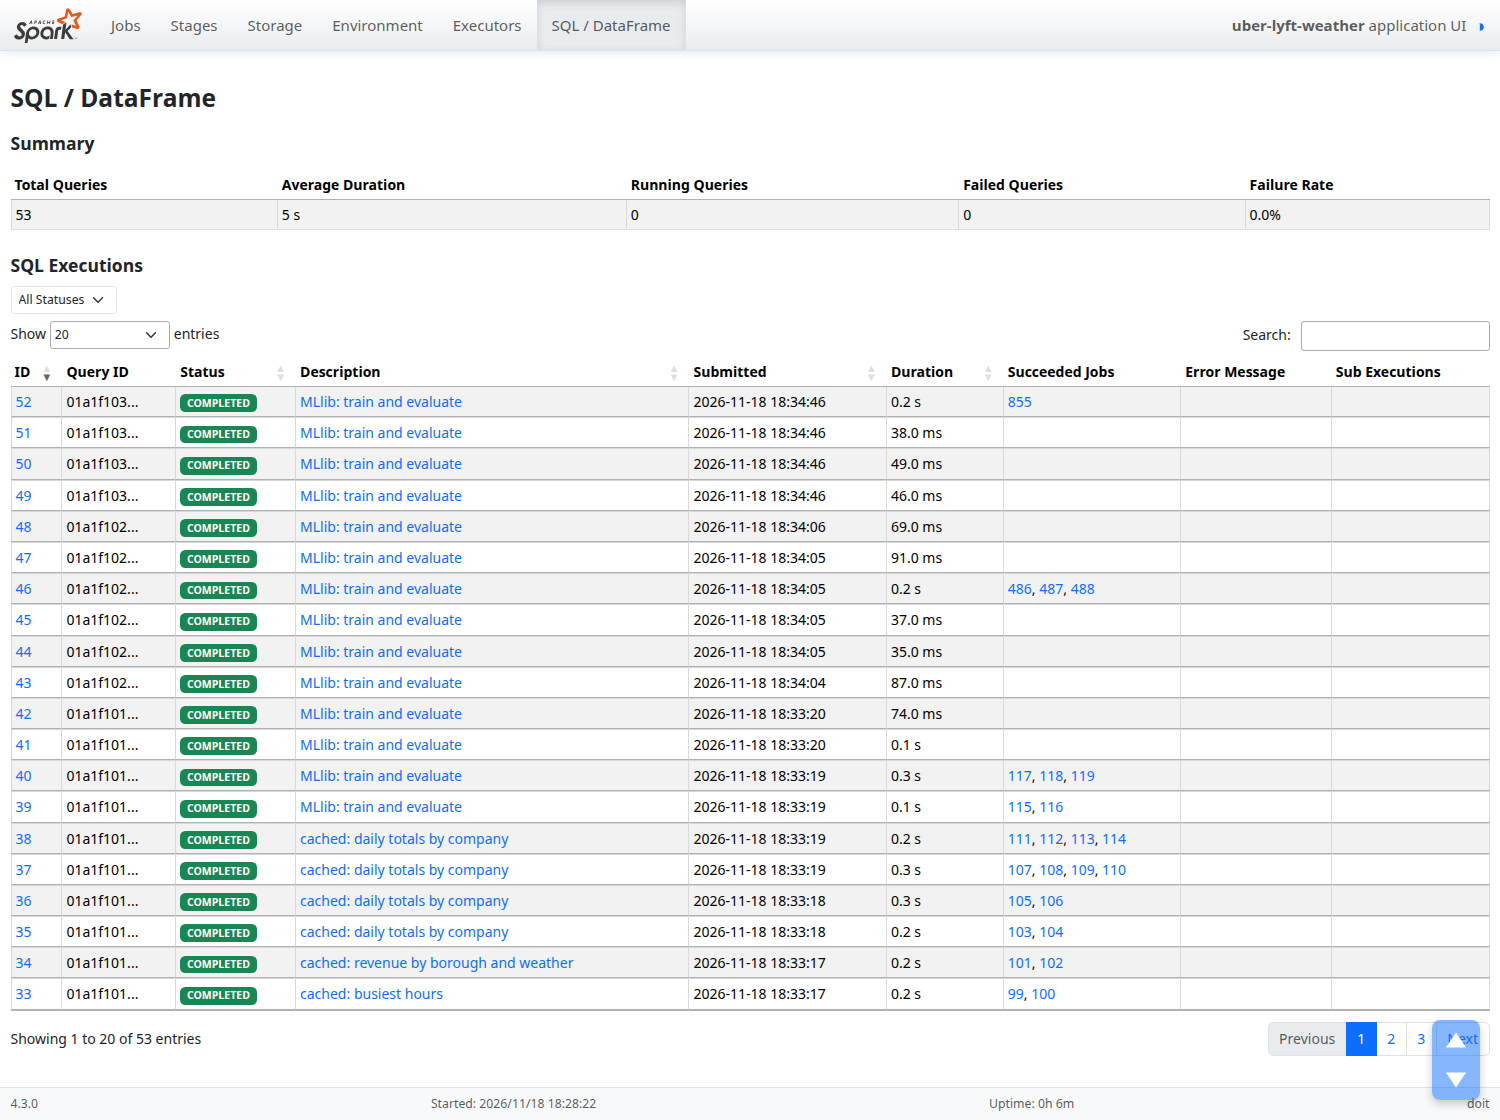 APACHE Spark Jobs Stages Storage Environment Executors SQL / DataFrame uber-lyft-weather application UI
SQL / DataFrame
Summary
Total Queries Average Duration Running Queries Failed Queries Failure Rate
53 5 s 0 0 0.0%
SQL Executions
All Statuses
Show 20 entries Search:
ID Query ID Status Description Submitted Duration Succeeded Jobs Error Message Sub Executions
52 01a1f103... COMPLETED MLlib: train and evaluate 2026-11-18 18:34:46 0.2 s 855
51 01a1f103... COMPLETED MLlib: train and evaluate 2026-11-18 18:34:46 38.0 ms
50 01a1f103... COMPLETED MLlib: train and evaluate 2026-11-18 18:34:46 49.0 ms
49 01a1f103... COMPLETED MLlib: train and evaluate 2026-11-18 18:34:46 46.0 ms
48 01a1f102... COMPLETED MLlib: train and evaluate 2026-11-18 18:34:06 69.0 ms
47 01a1f102... COMPLETED MLlib: train and evaluate 2026-11-18 18:34:05 91.0 ms
46 01a1f102... COMPLETED MLlib: train and evaluate 2026-11-18 18:34:05 0.2 s 486, 487, 488
45 01a1f102... COMPLETED MLlib: train and evaluate 2026-11-18 18:34:05 37.0 ms
44 01a1f102... COMPLETED MLlib: train and evaluate 2026-11-18 18:34:05 35.0 ms
43 01a1f102... COMPLETED MLlib: train and evaluate 2026-11-18 18:34:04 87.0 ms
42 01a1f101... COMPLETED MLlib: train and evaluate 2026-11-18 18:33:20 74.0 ms
41 01a1f101... COMPLETED MLlib: train and evaluate 2026-11-18 18:33:20 0.1 s
40 01a1f101... COMPLETED MLlib: train and evaluate 2026-11-18 18:33:19 0.3 s 117, 118, 119
39 01a1f101... COMPLETED MLlib: train and evaluate 2026-11-18 18:33:19 0.1 s 115, 116
38 01a1f101... COMPLETED cached: daily totals by company 2026-11-18 18:33:19 0.2 s 111, 112, 113, 114
37 01a1f101... COMPLETED cached: daily totals by company 2026-11-18 18:33:19 0.3 s 107, 108, 109, 110
36 01a1f101... COMPLETED cached: daily totals by company 2026-11-18 18:33:18 0.3 s 105, 106
35 01a1f101... COMPLETED cached: daily totals by company 2026-11-18 18:33:18 0.2 s 103, 104
34 01a1f101... COMPLETED cached: revenue by borough and weather 2026-11-18 18:33:17 0.2 s 101, 102
33 01a1f101... COMPLETED cached: busiest hours 2026-11-18 18:33:17 0.2 s 99, 100
Showing 1 to 20 of 53 entries Previous 1 2 3 Next
4.3.0 Started: 2026/11/18 18:28:22 Uptime: 0h 6m doit